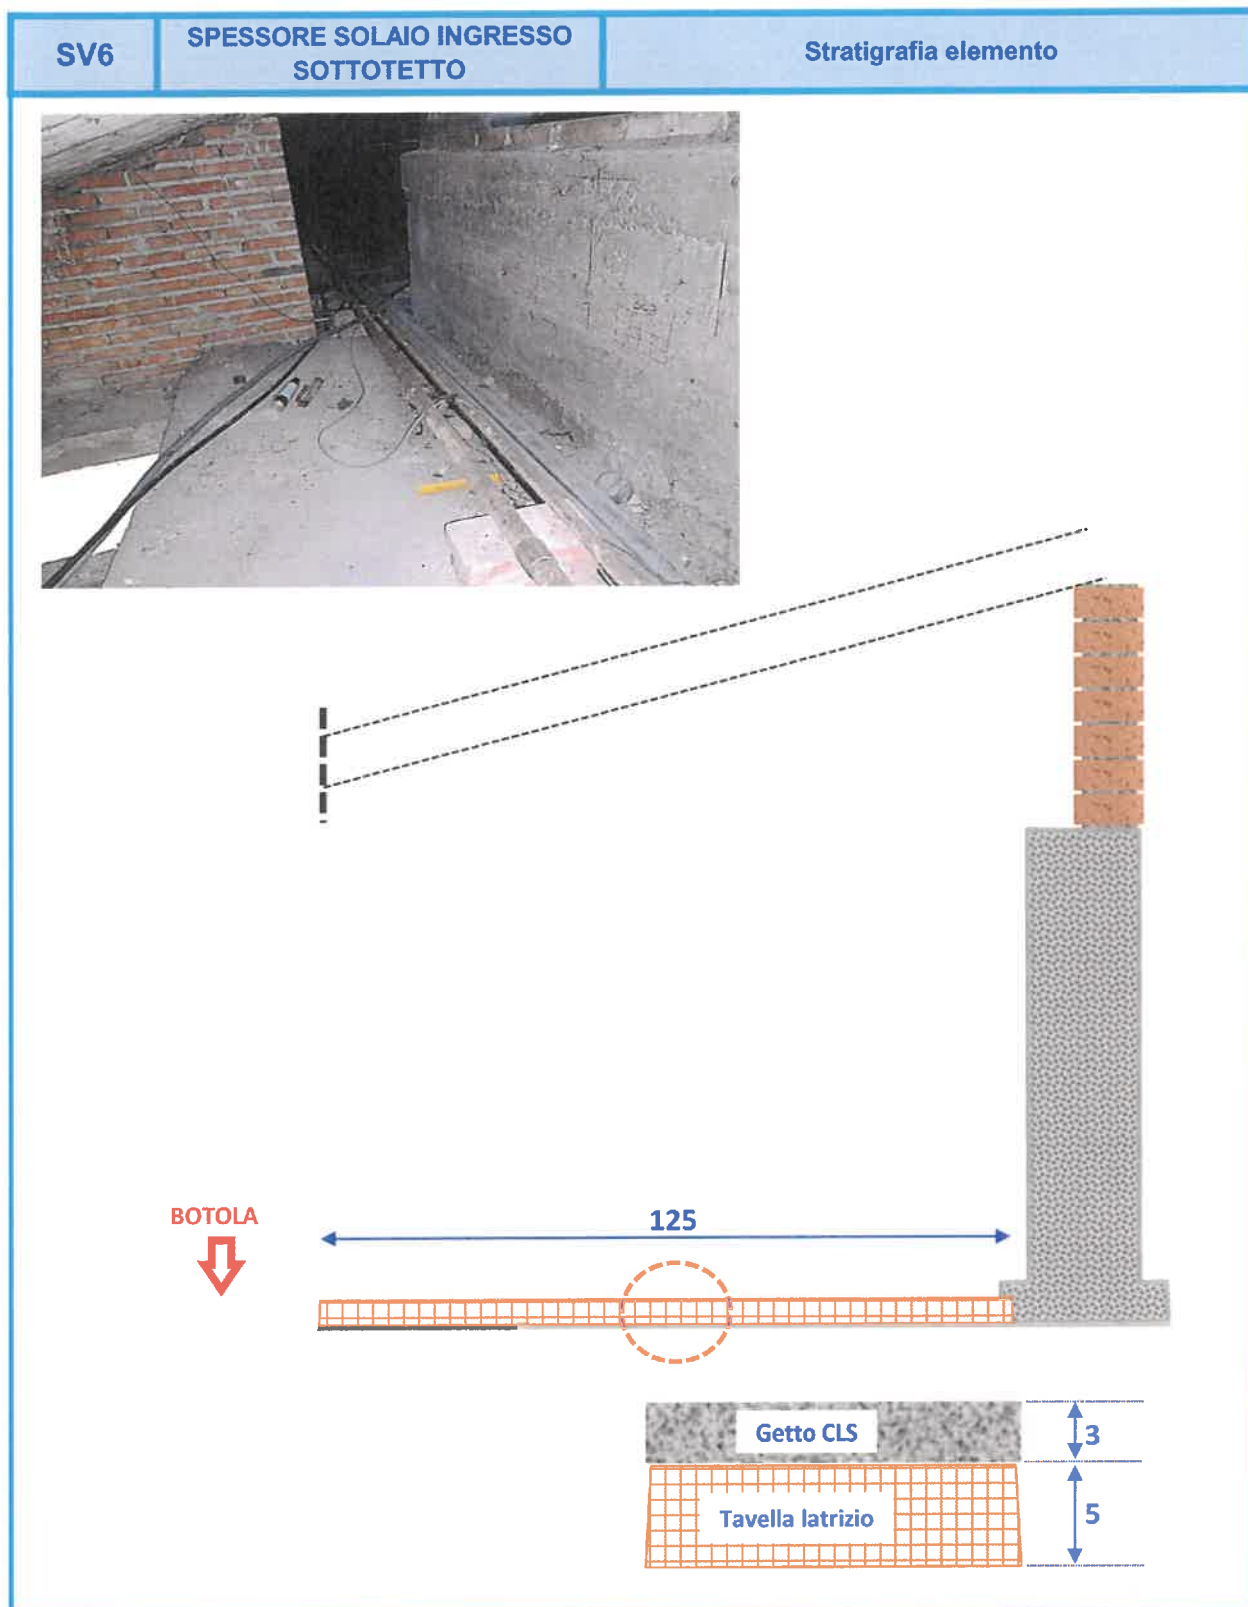 SV6
SPESSORE SOLAIO INGRESSO
SOTTOTETTO
Stratigrafia elemento
BOTOLA
125
Getto CLS
3
Tavella latrizio
5